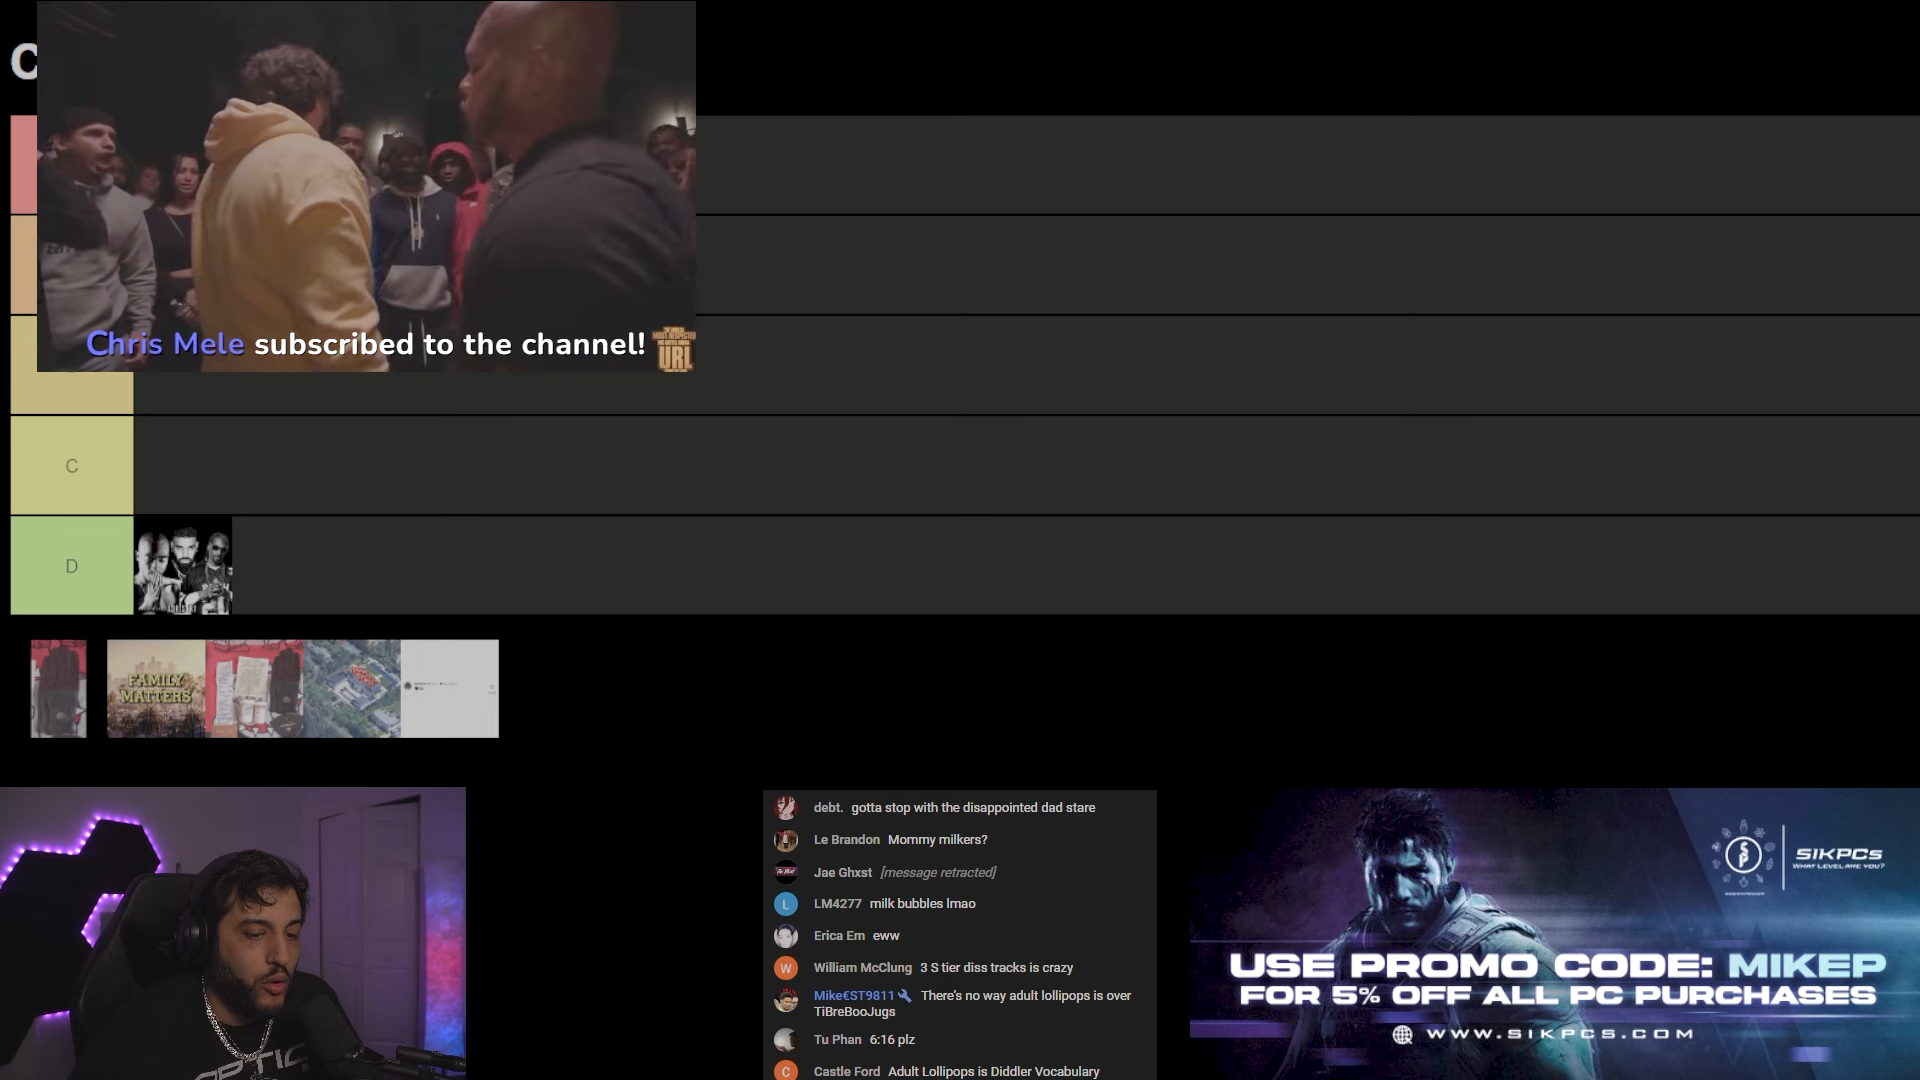 C
Chris Mele subscribed to the channel!
URL
C
D
FAMILY
MATTERS
debt. gotta stop with the disappointed dad stare
Le Brandon Mommy milkers?
Jae Ghxst [message retracted]
L LM4277 milk bubbles lmao
Erica Em eww
W William McClung 3 S tier diss tracks is crazy
Mike€ST9811 There's no way adult lollipops is over
TiBreBooJugs
Tu Phan 6:16 plz
C Castle Ford Adult Lollipops is Diddler Vocabulary
SIKPCs
WHAT LEVEL ARE YOU?
USE PROMO CODE: MIKEP
FOR 5% OFF ALL PC PURCHASES
WWW.SIKPCS.COM